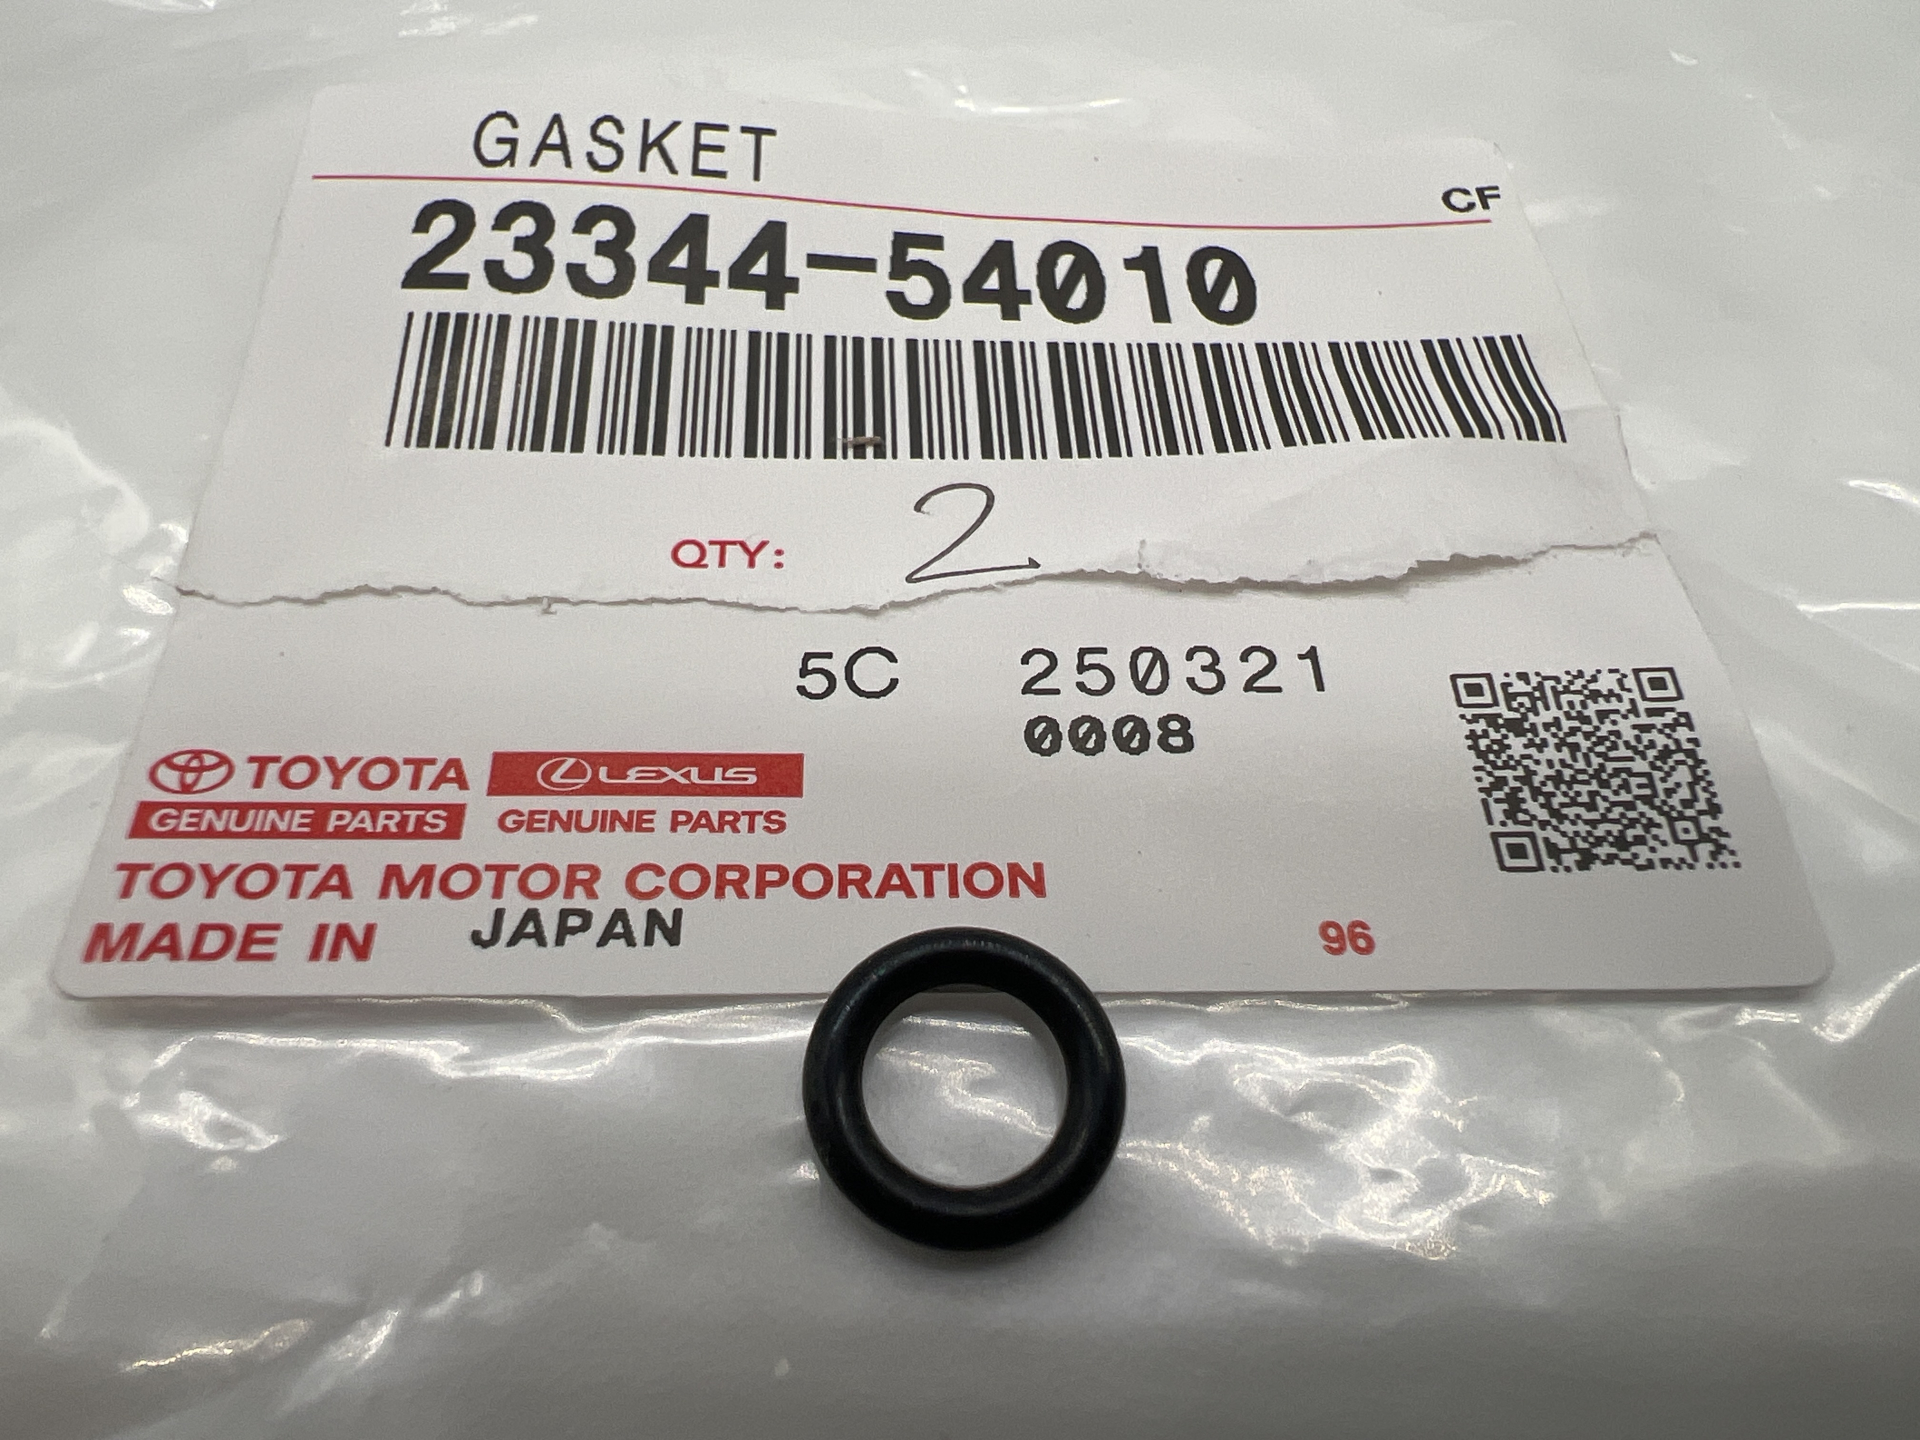 GASKET
CF
23344-54010
QTY: 2
5C 250321
0008
TOYOTA LEXUS
GENUINE PARTS GENUINE PARTS
TOYOTA MOTOR CORPORATION
MADE IN JAPAN
96